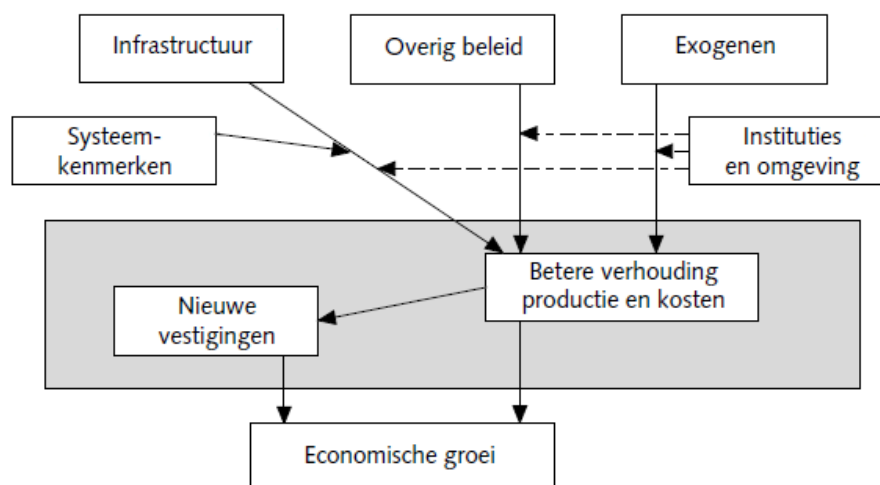 Infrastructuur
Overig beleid
Exogenen
Systeem-
kenmerken
Instituties
en omgeving
Betere verhouding
productie en kosten
Nieuwe
vestigingen
Economische groei